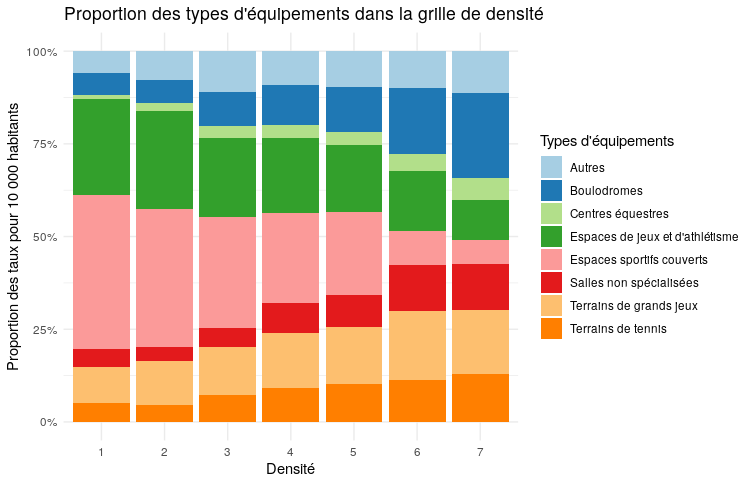 Proportion des types d'équipements dans la grille de densité
Proportion des taux pour 10 000 habitants
100%
75%
50%
25%
0%
1 2 3 4 5 6 7
Densité
Types d'équipements
Autres
Boulodromes
Centres équestres
Espaces de jeux et d'athlétisme
Espaces sportifs couverts
Salles non spécialisées
Terrains de grands jeux
Terrains de tennis